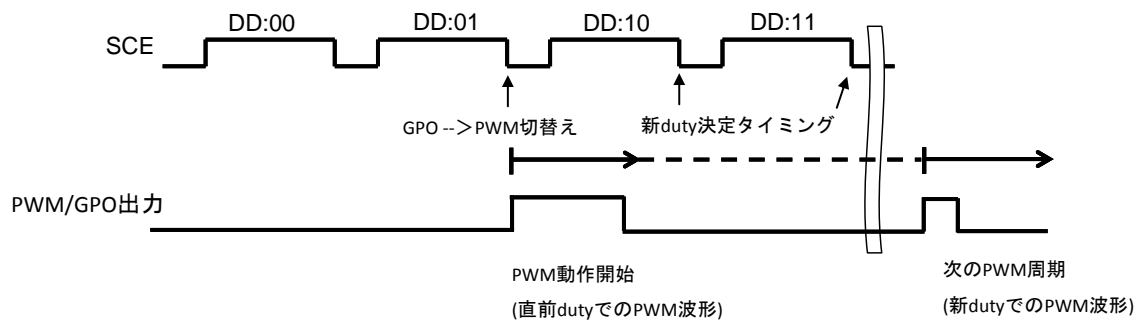 DD:00
DD:01
DD:10
DD:11
SCE
GPO -->PWM切替え
新duty決定タイミング
PWM/GPO出力
PWM動作開始
(直前dutyでのPWM波形)
次のPWM周期
(新dutyでのPWM波形)